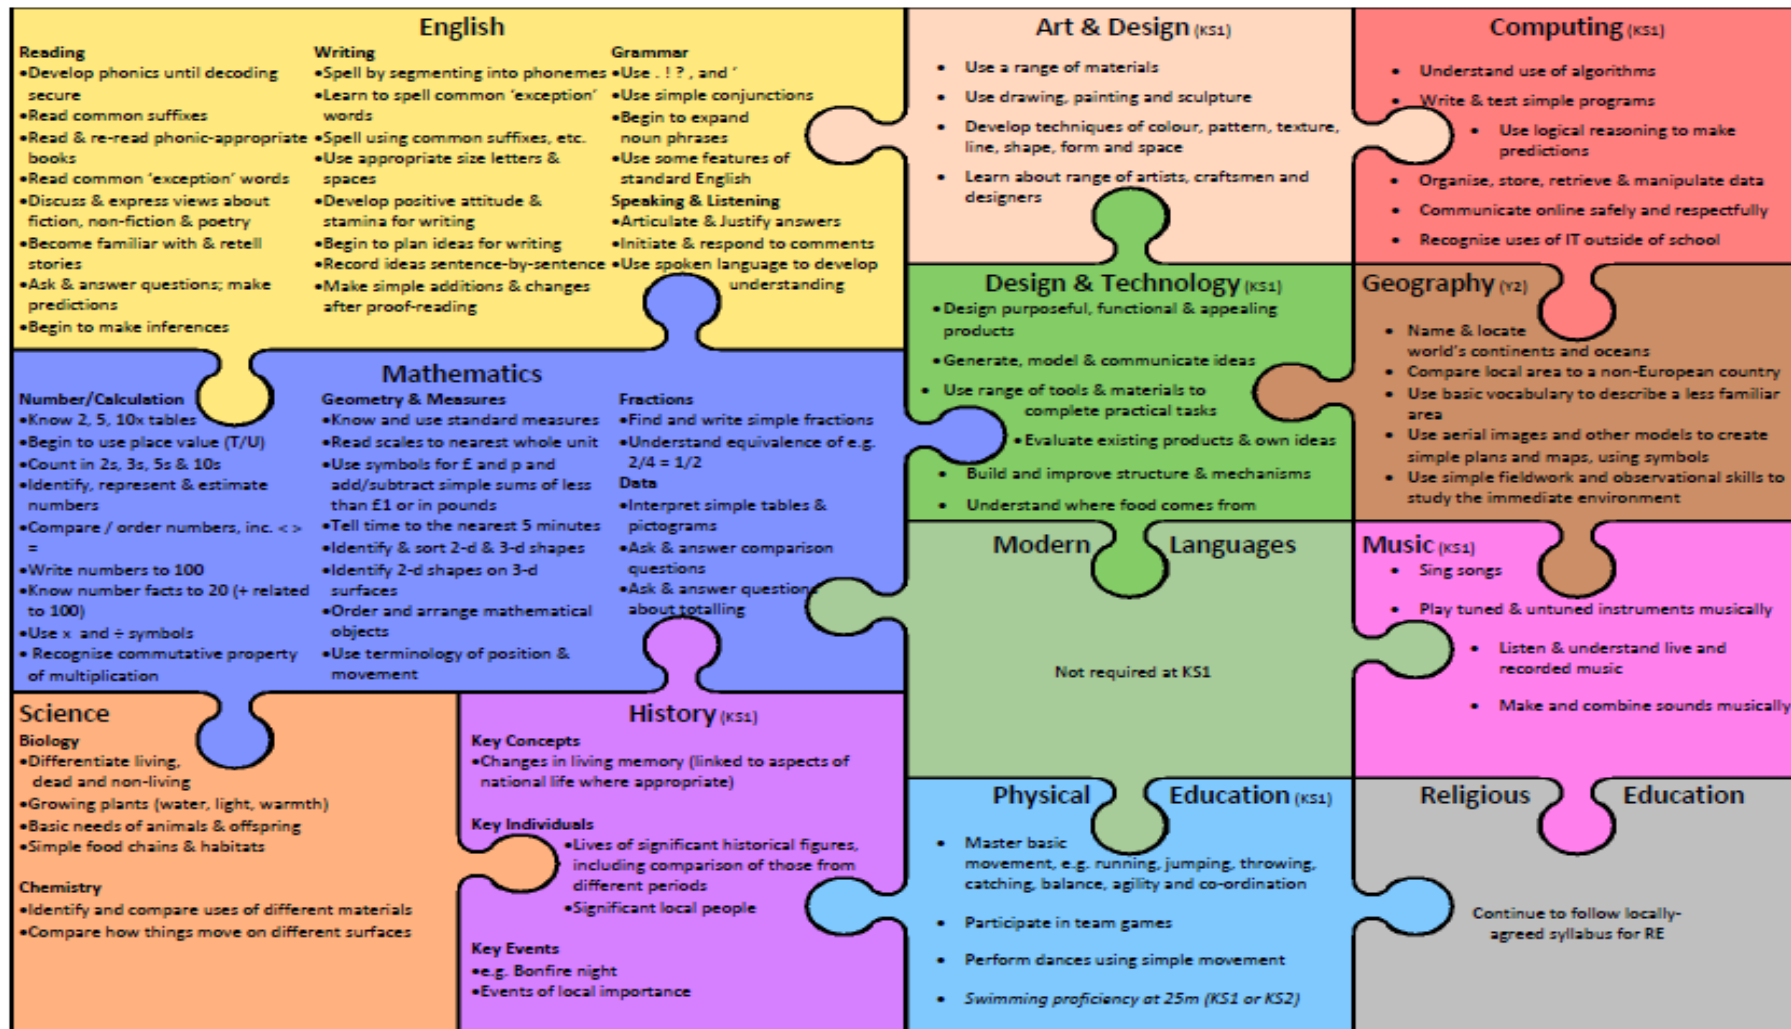 English
Reading
•Develop phonics until decoding
secure
•Read common suffixes
•Read & re-read phonic-appropriate
books
•Read common ‘exception’ words
•Discuss & express views about
fiction, non-fiction & poetry
•Become familiar with & retell
stories
•Ask & answer questions; make
predictions
•Begin to make inferences
Writing
•Spell by segmenting into phonemes
•Learn to spell common ‘exception’
words
•Spell using common suffixes, etc.
•Use appropriate size letters &
spaces
•Develop positive attitude &
stamina for writing
•Begin to plan ideas for writing
•Record ideas sentence-by-sentence
•Make simple additions & changes
after proof-reading
Grammar
•Use . ! ? , and ’
•Use simple conjunctions
•Begin to expand
noun phrases
•Use some features of
standard English
Speaking & Listening
•Articulate & Justify answers
•Initiate & respond to comments
•Use spoken language to develop
understanding
Art & Design (KS1)
• Use a range of materials
• Use drawing, painting and sculpture
• Develop techniques of colour, pattern, texture,
line, shape, form and space
• Learn about range of artists, craftsmen and
designers
Computing (KS1)
• Understand use of algorithms
• Write & test simple programs
• Use logical reasoning to make
predictions
• Organise, store, retrieve & manipulate data
• Communicate online safely and respectfully
• Recognise uses of IT outside of school
Mathematics
Number/Calculation
•Know 2, 5, 10x tables
•Begin to use place value (T/U)
•Count in 2s, 3s, 5s & 10s
•Identify, represent & estimate
numbers
•Compare / order numbers, inc. < >
=
•Write numbers to 100
•Know number facts to 20 (+ related
to 100)
•Use x and ÷ symbols
• Recognise commutative property
of multiplication
Geometry & Measures
•Know and use standard measures
•Read scales to nearest whole unit
•Use symbols for £ and p and
add/subtract simple sums of less
than £1 or in pounds
•Tell time to the nearest 5 minutes
•Identify & sort 2-d & 3-d shapes
•Identify 2-d shapes on 3-d
surfaces
•Order and arrange mathematical
objects
•Use terminology of position &
movement
Fractions
•Find and write simple fractions
•Understand equivalence of e.g.
2/4 = 1/2
Data
•Interpret simple tables &
pictograms
•Ask & answer comparison
questions
•Ask & answer questions
about totalling
Design & Technology (KS1)
•Design purposeful, functional & appealing
products
•Generate, model & communicate ideas
• Use range of tools & materials to
complete practical tasks
•Evaluate existing products & own ideas
• Build and improve structure & mechanisms
• Understand where food comes from
Geography (Y2)
• Name & locate
world’s continents and oceans
• Compare local area to a non-European country
• Use basic vocabulary to describe a less familiar
area
• Use aerial images and other models to create
simple plans and maps, using symbols
• Use simple fieldwork and observational skills to
study the immediate environment
Modern Languages
Not required at KS1
Music (KS1)
• Sing songs
• Play tuned & untuned instruments musically
• Listen & understand live and
recorded music
• Make and combine sounds musically
Science
Biology
•Differentiate living,
dead and non-living
•Growing plants (water, light, warmth)
•Basic needs of animals & offspring
•Simple food chains & habitats
Chemistry
•Identify and compare uses of different materials
•Compare how things move on different surfaces
History (KS1)
Key Concepts
•Changes in living memory (linked to aspects of
national life where appropriate)
Key Individuals
•Lives of significant historical figures,
including comparison of those from
different periods
•Significant local people
Key Events
•e.g. Bonfire night
•Events of local importance
Physical Education (KS1)
• Master basic
movement, e.g. running, jumping, throwing,
catching, balance, agility and co-ordination
• Participate in team games
• Perform dances using simple movement
• Swimming proficiency at 25m (KS1 or KS2)
Religious Education
Continue to follow locally-
agreed syllabus for RE